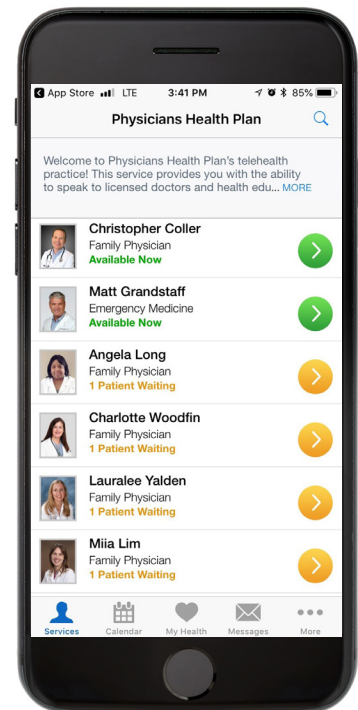 App Store LTE 3:41 PM 85%
Physicians Health Plan
Welcome to Physicians Health Plan's telehealth
practice! This service provides you with the ability
to speak to licensed doctors and health edu... MORE
Christopher Coller
Family Physician
Available Now
Matt Grandstaff
Emergency Medicine
Available Now
Angela Long
Family Physician
1 Patient Waiting
Charlotte Woodfin
Family Physician
1 Patient Waiting
Lauralee Yalden
Family Physician
1 Patient Waiting
Miia Lim
Family Physician
1 Patient Waiting
Services Calendar My Health Messages More